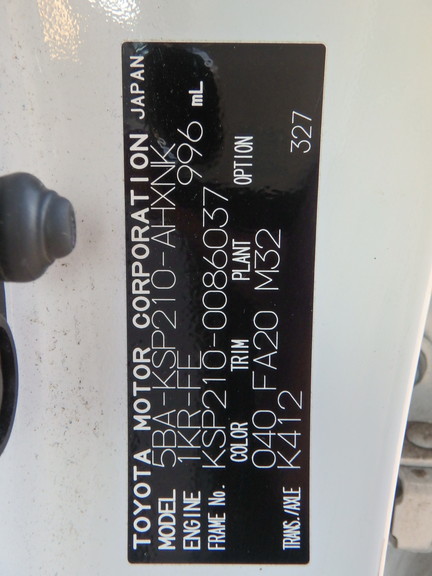 TOYOTA MOTOR CORPORATION JAPAN
MODEL 5BA-KSP210-AHXNK
ENGINE 1KR-FE 996 mL
FRAME No. KSP210-0086037
COLOR TRIM PLANT OPTION
040 FA20 M32
TRANS./AXLE K412 327